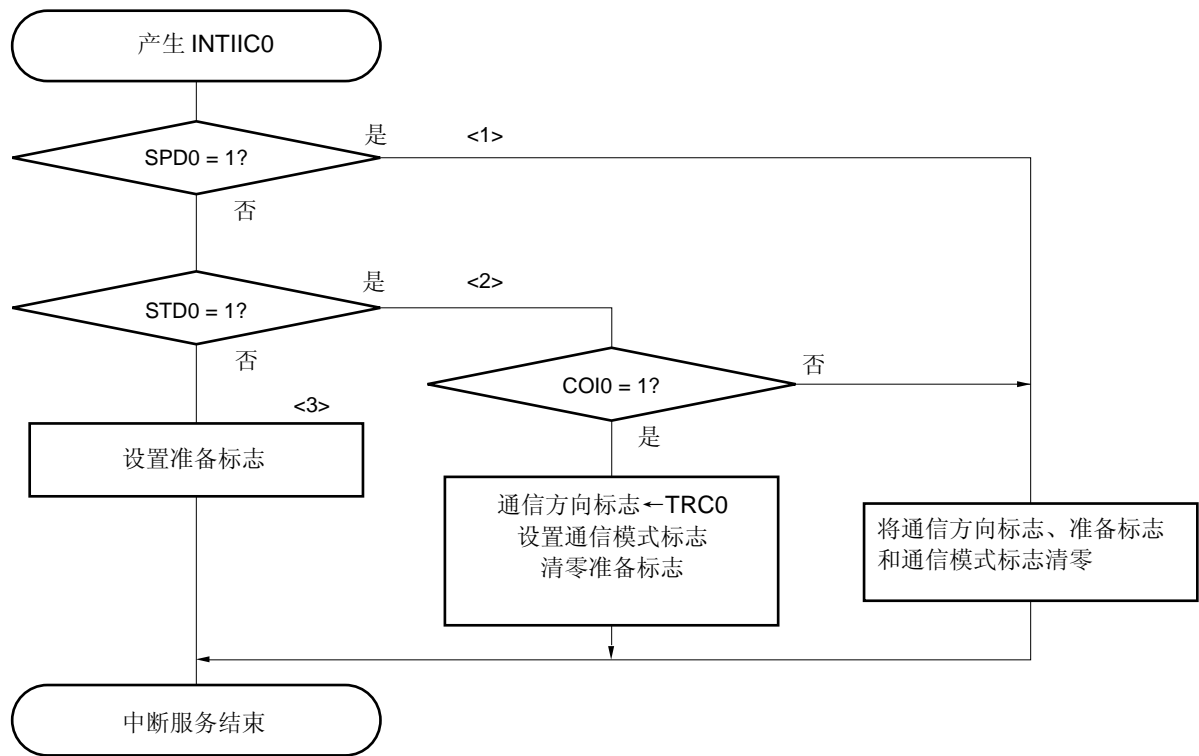 产生 INTIIC0
是
<1>
SPD0 = 1?
否
是
<2>
STD0 = 1?
否
COI0 = 1?
否
<3>
是
设置准备标志
通信方向标志←TRC0
设置通信模式标志
清零准备标志
将通信方向标志、准备标志
和通信模式标志清零
中断服务结束